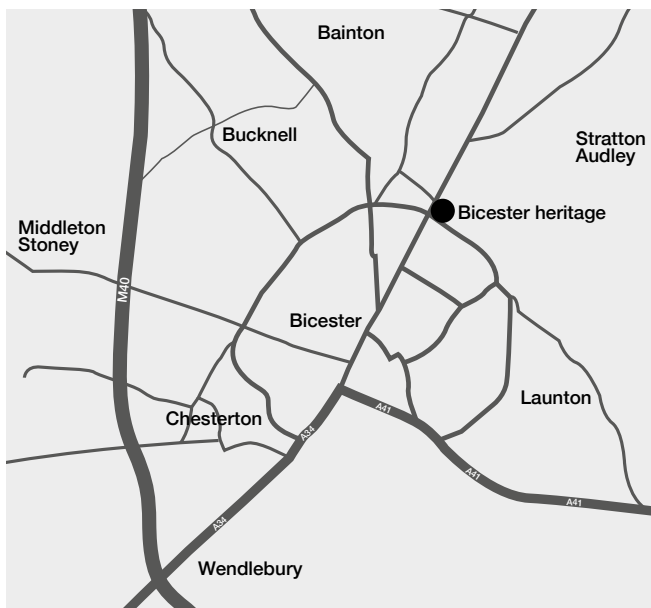 Bainton
Bucknell
Stratton
Audley
Bicester heritage
Middleton
Stoney
M40
Bicester
Launton
A41
Chesterton
A34
A41
A41
A34
Wendlebury